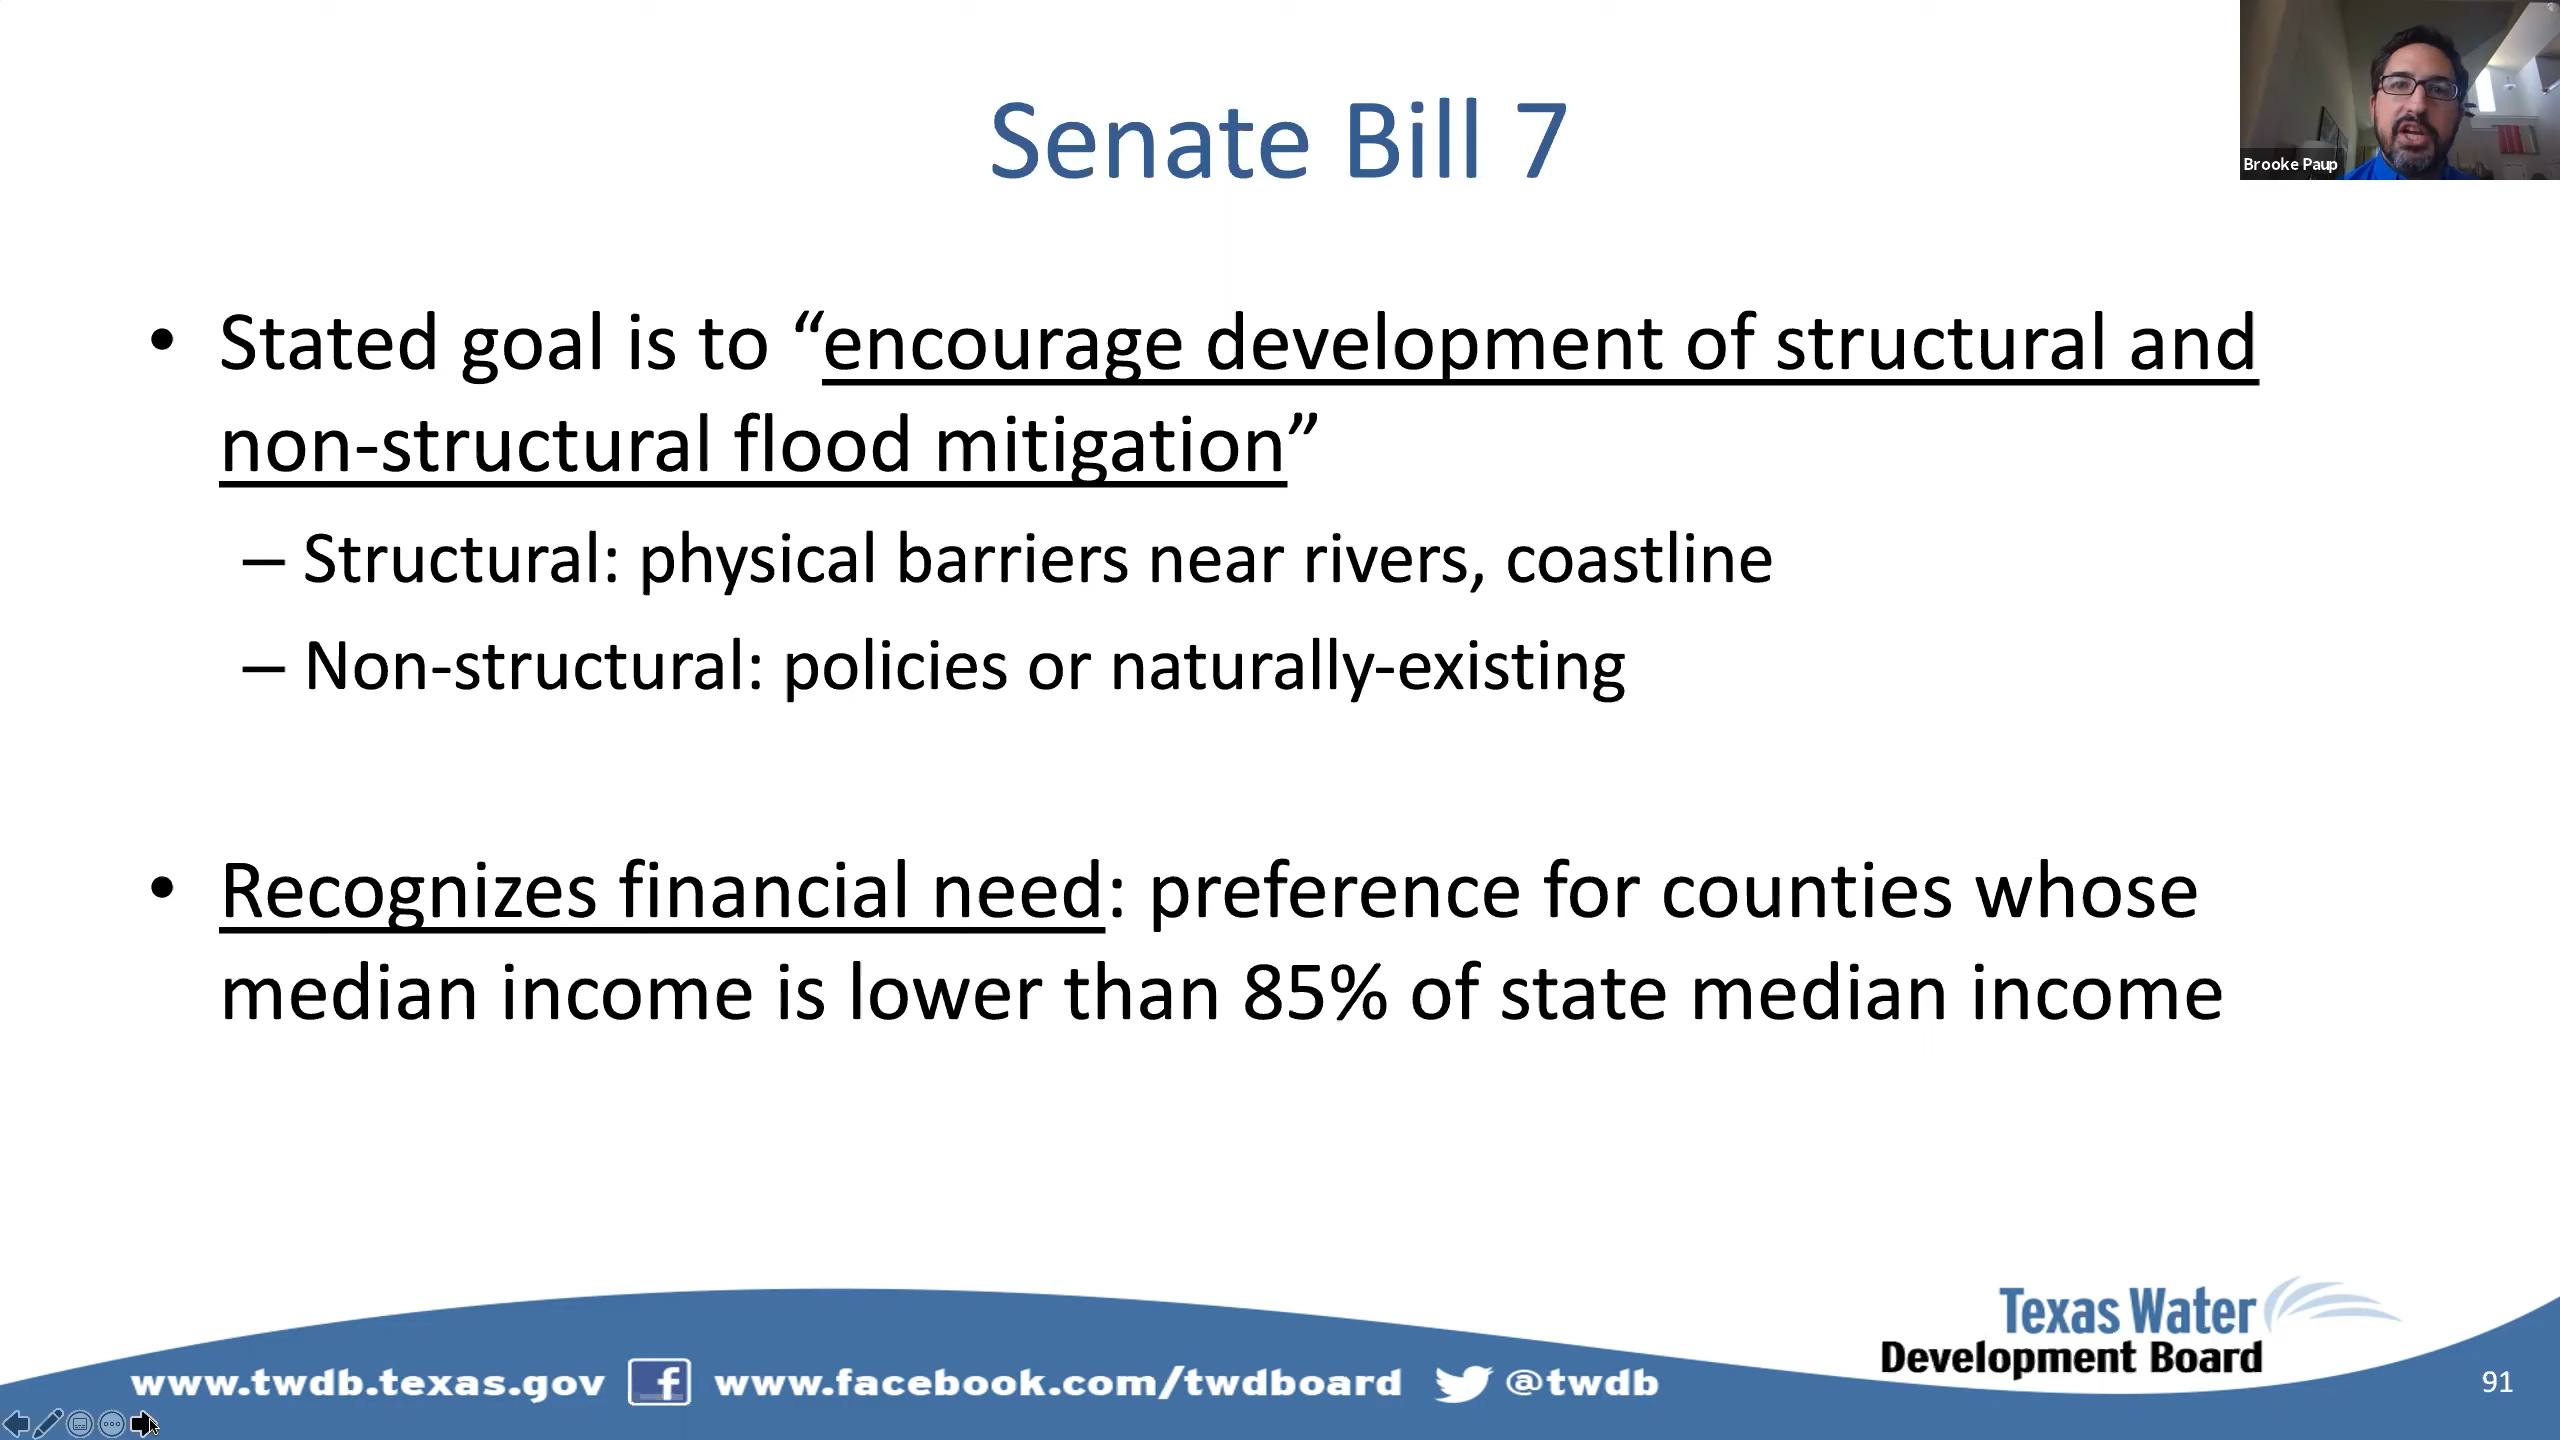 Senate Bill 7
Brooke Paup
• Stated goal is to “encourage development of structural and
non-structural flood mitigation”
– Structural: physical barriers near rivers, coastline
– Non-structural: policies or naturally-existing
• Recognizes financial need: preference for counties whose
median income is lower than 85% of state median income
Texas Water
Development Board
www.twdb.texas.gov f www.facebook.com/twdboard @twdb
91